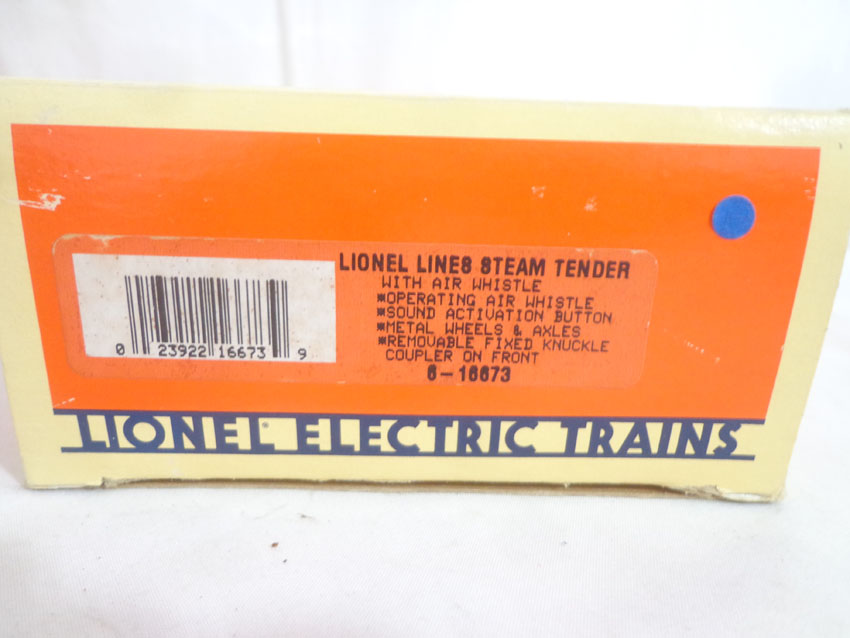 LIONEL LINES STEAM TENDER
WITH AIR WHISTLE
*OPERATING AIR WHISTLE
*SOUND ACTIVATION BUTTON
*METAL WHEELS & AXLES
*REMOVABLE FIXED KNUCKLE
COUPLER ON FRONT
6-16673
0 23922 16673 9
LIONEL® ELECTRIC TRAINS